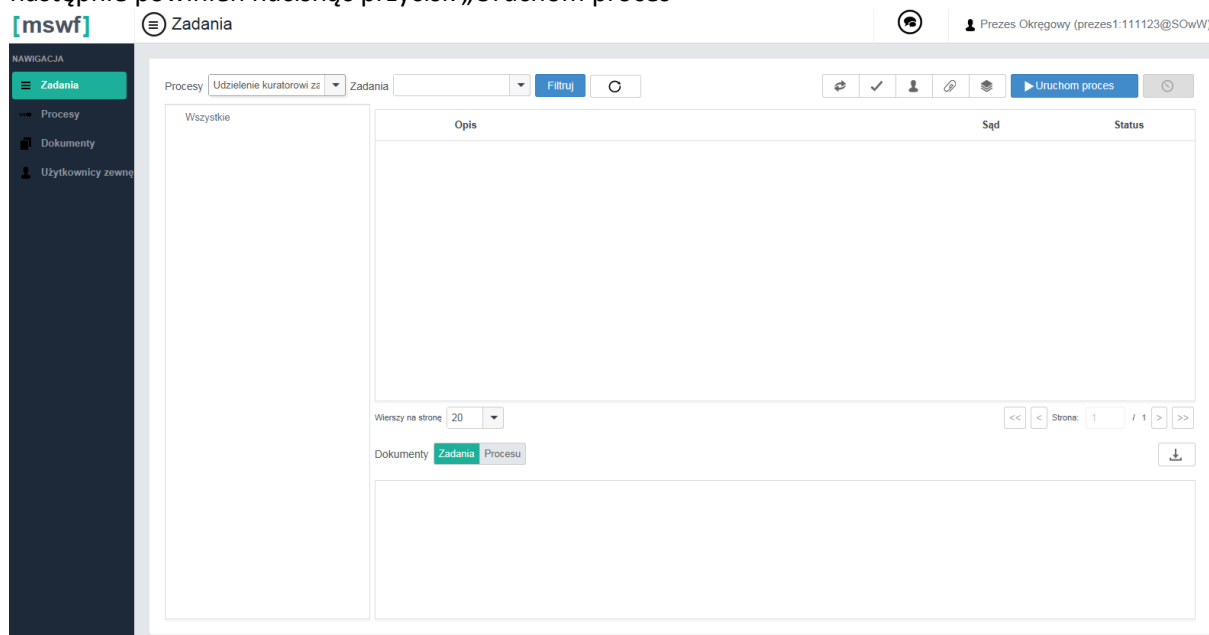 następnie powinien nacisnąć przycisk „Uruchom proces”
[mswf]
Zadania
Prezes Okręgowy (prezes1:111123@SOwW)
NAWIGACJA
Zadania
Procesy
Dokumenty
Użytkownicy zewnę
Procesy Udzielenie kuratorowi za Zadania Filtruj Uruchom proces
Wszystkie
Opis Sąd Status
Wierszy na stronę 20 << < Strona: 1 / 1 > >>
Dokumenty Zadania Procesu